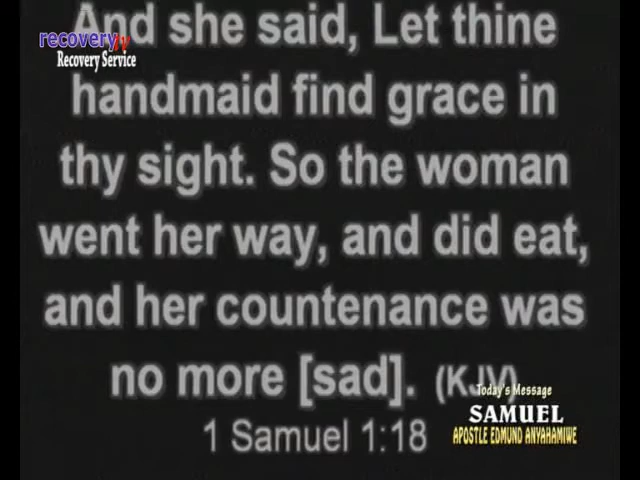 And she said, Let thine
recovery tv
Recovery Service
handmaid find grace in
thy sight. So the woman
went her way, and did eat,
and her countenance was
no more [sad]. (KJV)
Today's Message
SAMUEL
1 Samuel 1:18
APOSTLE EDMUND ANYAHAMIWE